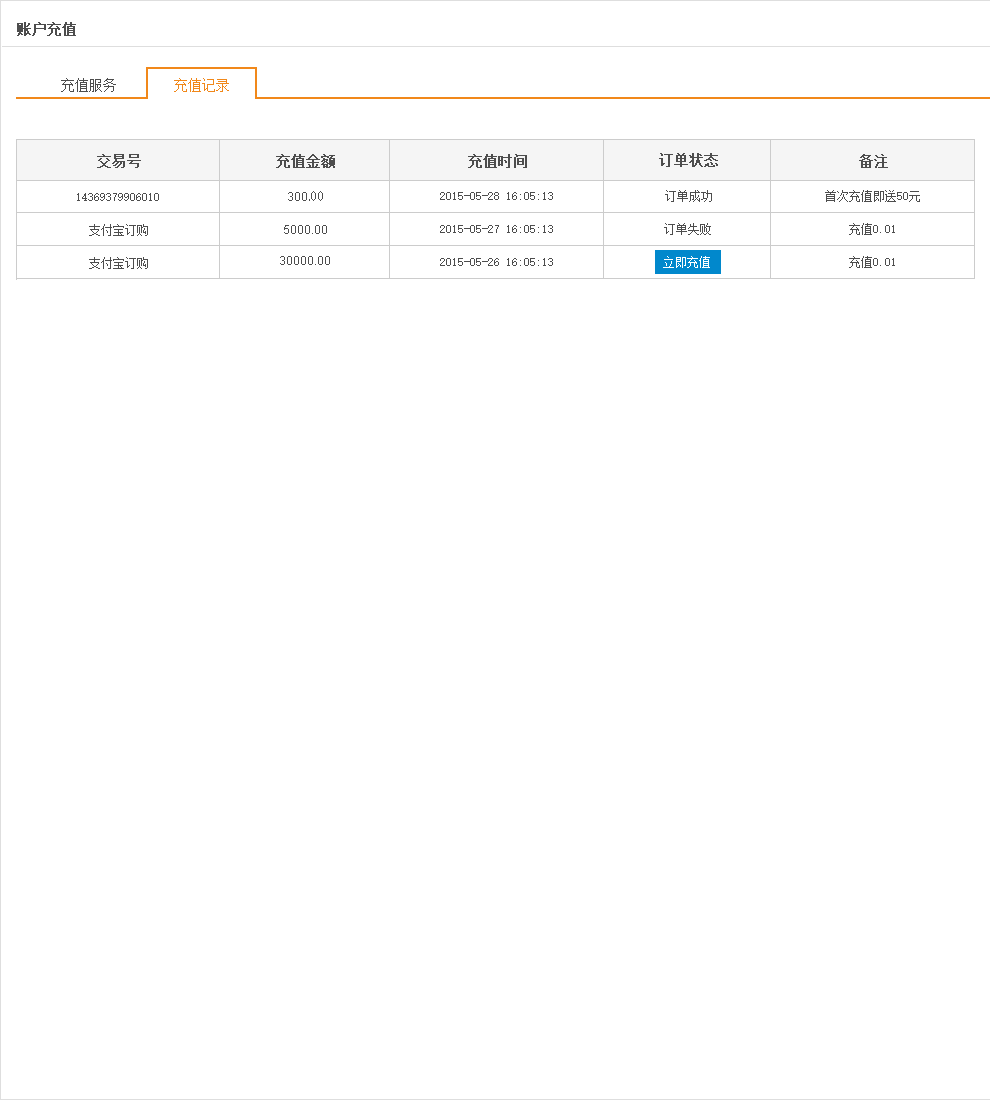 账户充值
充值服务 充值记录
交易号 充值金额 充值时间 订单状态 备注
14369379906010 300.00 2015-05-28 16:05:13 订单成功 首次充值即送50元
支付宝订购 5000.00 2015-05-27 16:05:13 订单失败 充值0.01
支付宝订购 30000.00 2015-05-26 16:05:13 立即充值 充值0.01